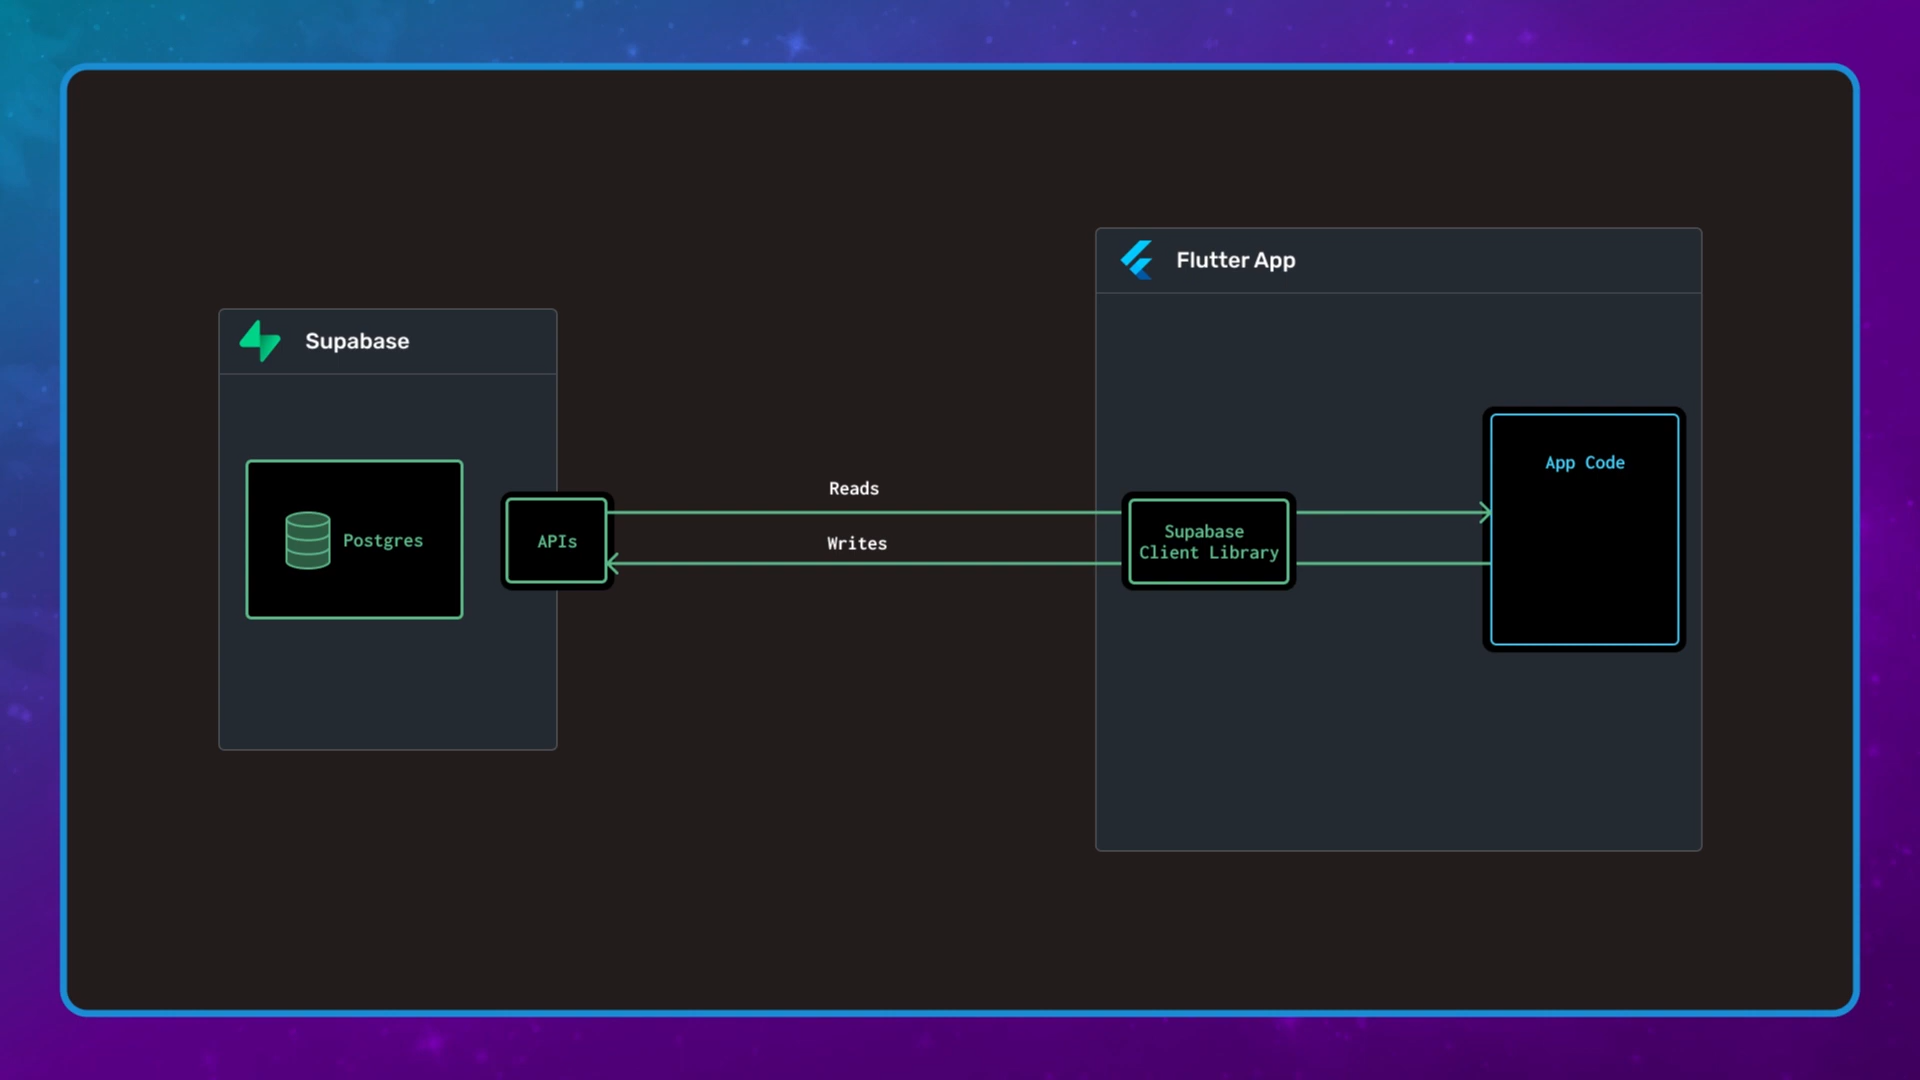 Supabase
Postgres
APIs
Reads
Writes
Flutter App
Supabase
Client Library
App Code